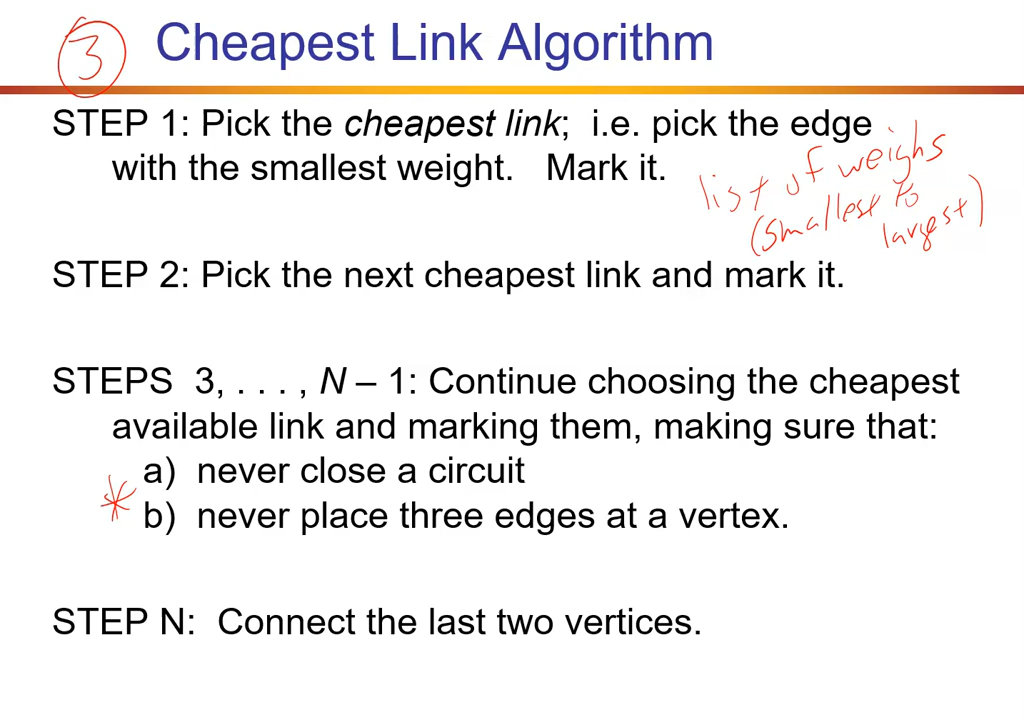 3 Cheapest Link Algorithm
STEP 1: Pick the cheapest link; i.e. pick the edge
with the smallest weight. Mark it.
list of weighs
(smallest to
largest)
STEP 2: Pick the next cheapest link and mark it.
STEPS 3, . . . , N – 1: Continue choosing the cheapest
available link and marking them, making sure that:
a) never close a circuit
* b) never place three edges at a vertex.
STEP N: Connect the last two vertices.